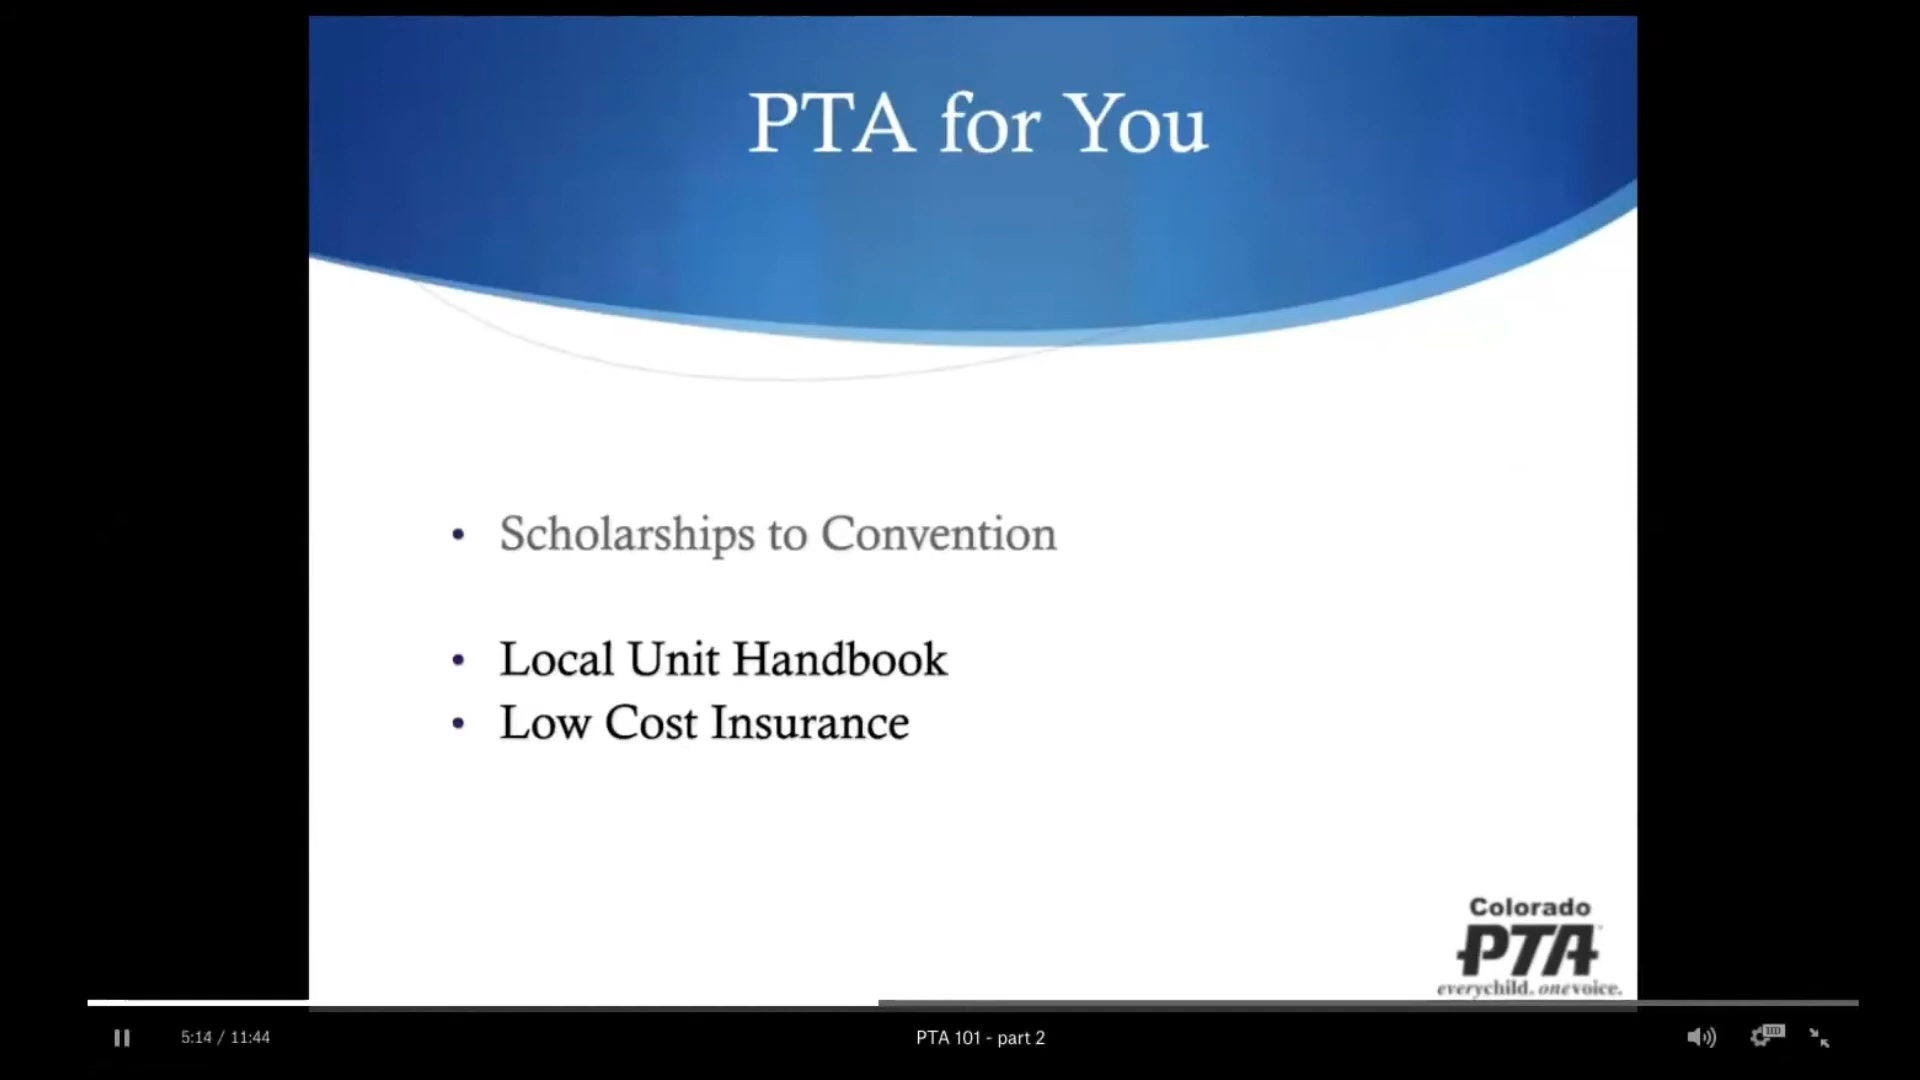 PTA for You
• Scholarships to Convention
• Local Unit Handbook
• Low Cost Insurance
Colorado
PTA
everychild. onevoice.
5:14 / 11:44
PTA 101 - part 2
HD